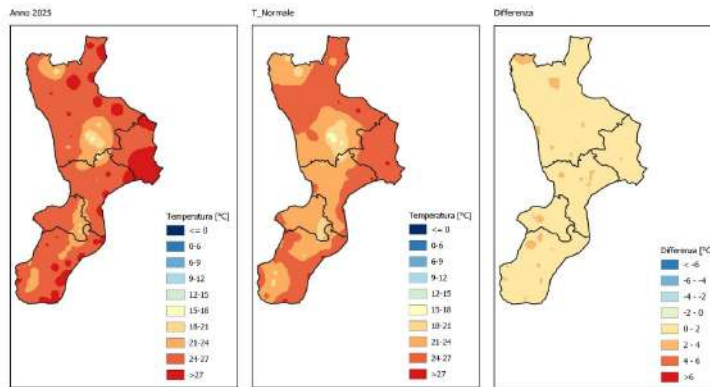 Anno 2025
T_Normale
Differenza
Temperatura [°C]
<= 0
0-6
6-9
9-12
12-15
15-18
18-21
21-24
24-27
>27
Temperatura [°C]
<= 0
0-6
6-9
9-12
12-15
15-18
18-21
21-24
24-27
>27
Differenza [°C]
< -6
-6 - -4
-4 - -2
-2 - 0
0 - 2
2 - 4
4 - 6
>6